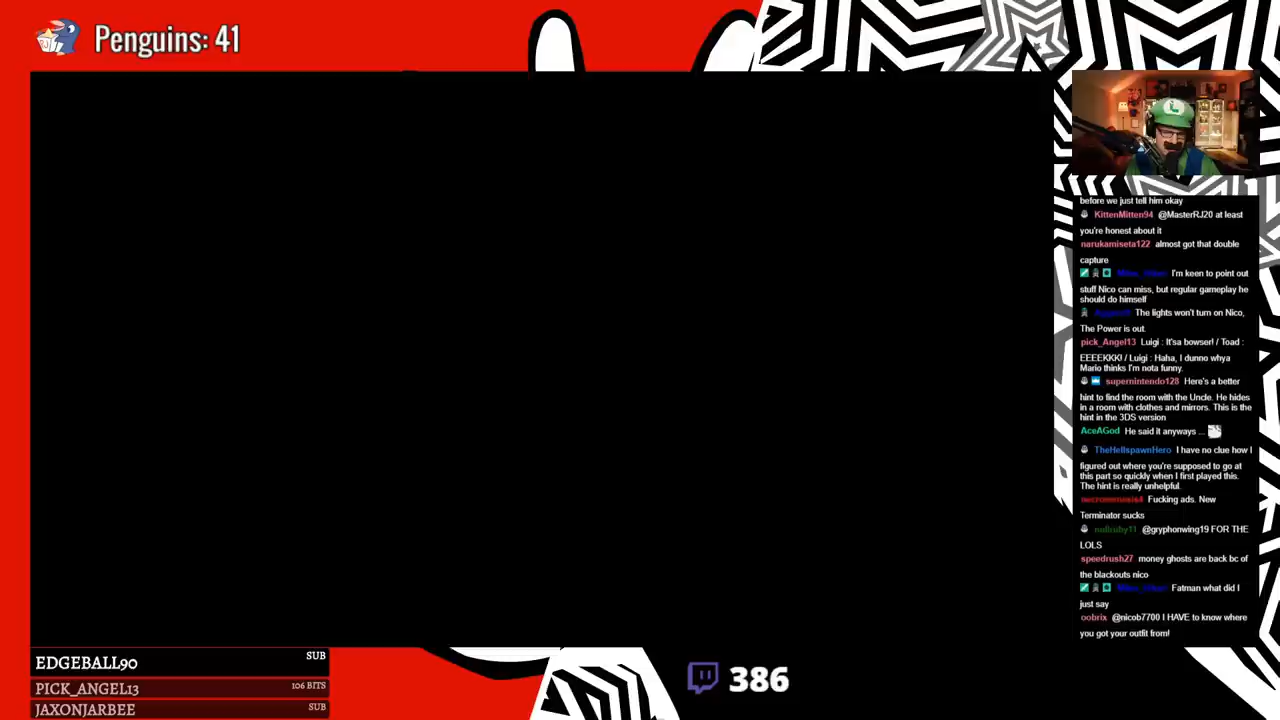 Penguins: 41
before we just tell him okay
KittenMitten94 @MasterRJ20 at least
you're honest about it
narukamiseta122 almost got that double
capture
I'm keen to point out
stuff Nico can miss, but regular gameplay he
should do himself
The lights won't turn on Nico,
The Power is out.
pick_Angel13 Luigi : It'sa bowser! / Toad :
EEEEKKK! / Luigi : Haha, I dunno whya
Mario thinks I'm nota funny.
supernintendo128 Here's a better
hint to find the room with the Uncle. He hides
in a room with clothes and mirrors. This is the
hint in the 3DS version
AceAGod He said it anyways ...
TheHellspawnHero I have no clue how I
figured out where you're supposed to go at
this part so quickly when I first played this.
The hint is really unhelpful.
Fucking ads. New
Terminator sucks
nullruby11 @gryphonwing19 FOR THE
LOLS
speedrush27 money ghosts are back bc of
the blackouts nico
Fatman what did I
just say
oobrix @nicob7700 I HAVE to know where
you got your outfit from!
EDGEBALL90 SUB
PICK_ANGEL13 106 BITS
JAXONJARBEE SUB
386